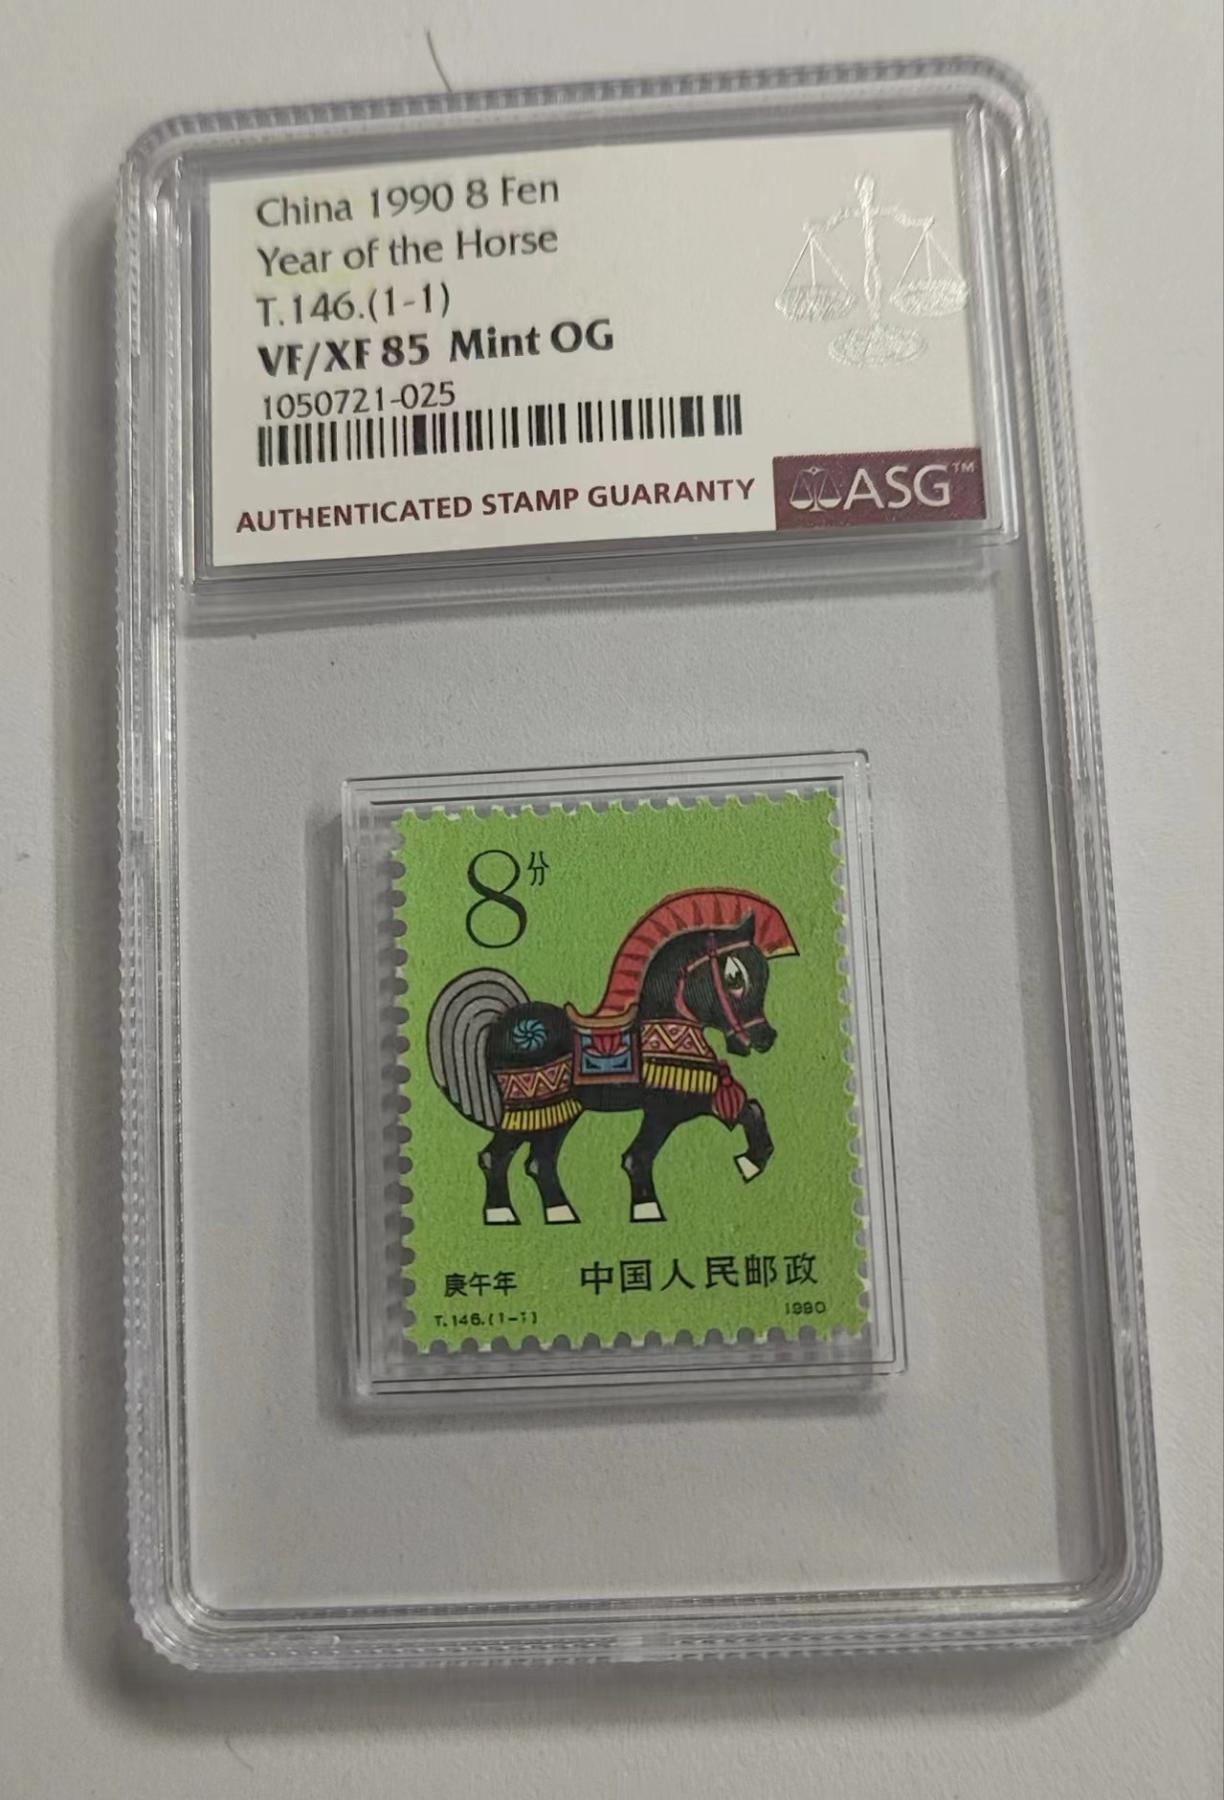 China 1990 8 Fen
Year of the Horse
T.146.(1-1)
VF/XF 85 Mint OG
1050721-025
AUTHENTICATED STAMP GUARANTY
ASG™
8分
庚午年 中国人民邮政
T.146.(1-1) 1990